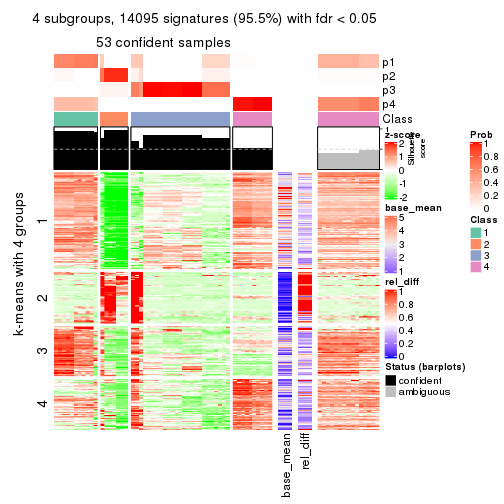 4 subgroups, 14095 signatures (95.5%) with fdr < 0.05
53 confident samples
p1
p2
p3
p4
Class
1
Silhouette
score
k-means with 4 groups
1
2
3
4
base_mean
rel_diff
z-score
2
1
0
-1
-2
base_mean
5
4
3
2
1
rel_diff
1
0.8
0.6
0.4
0.2
0
Status (barplots)
confident
ambiguous
Prob
1
0.8
0.6
0.4
0.2
0
Class
1
2
3
4